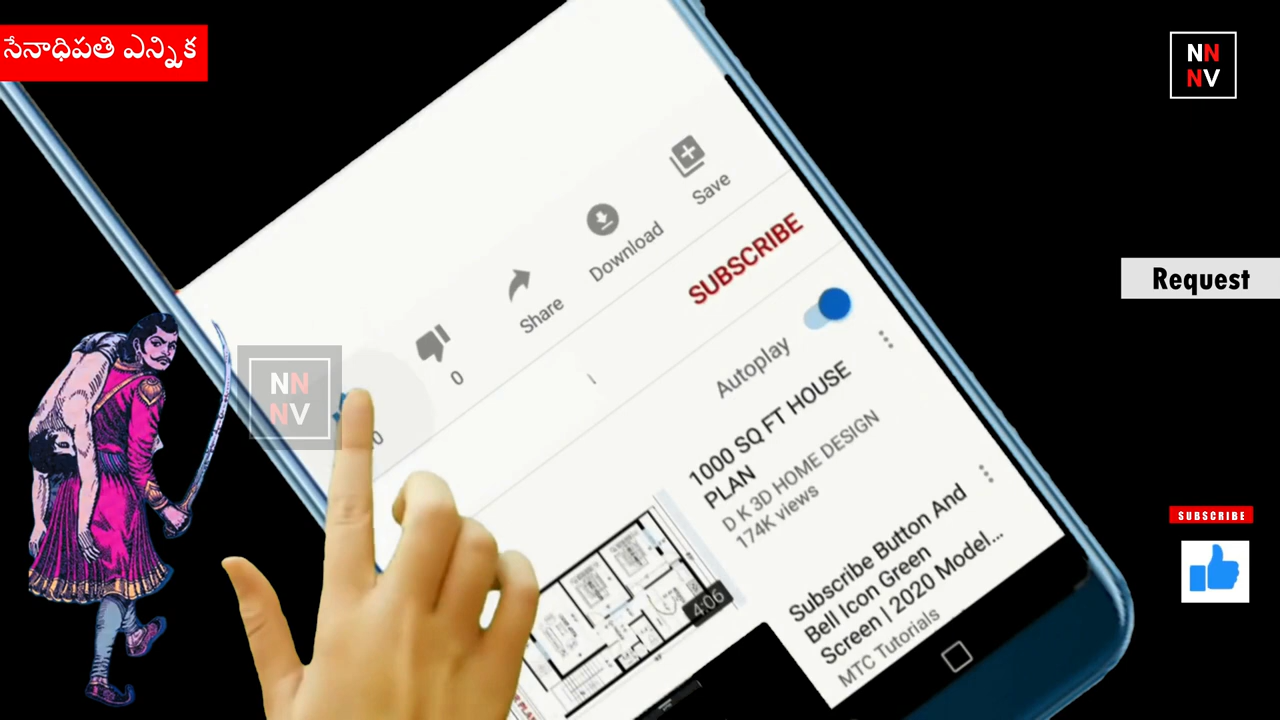 సేనాధిపతి ఎన్నిక
NN
NV
Save
Download
Share
0
SUBSCRIBE
Request
Autoplay
NN
NV
0
1000 SQ FT HOUSE
PLAN
D K 3D HOME DESIGN
174K views
4:06
Subscribe Button And
Bell Icon Green
Screen | 2020 Model...
MTC Tutorials
SUBSCRIBE